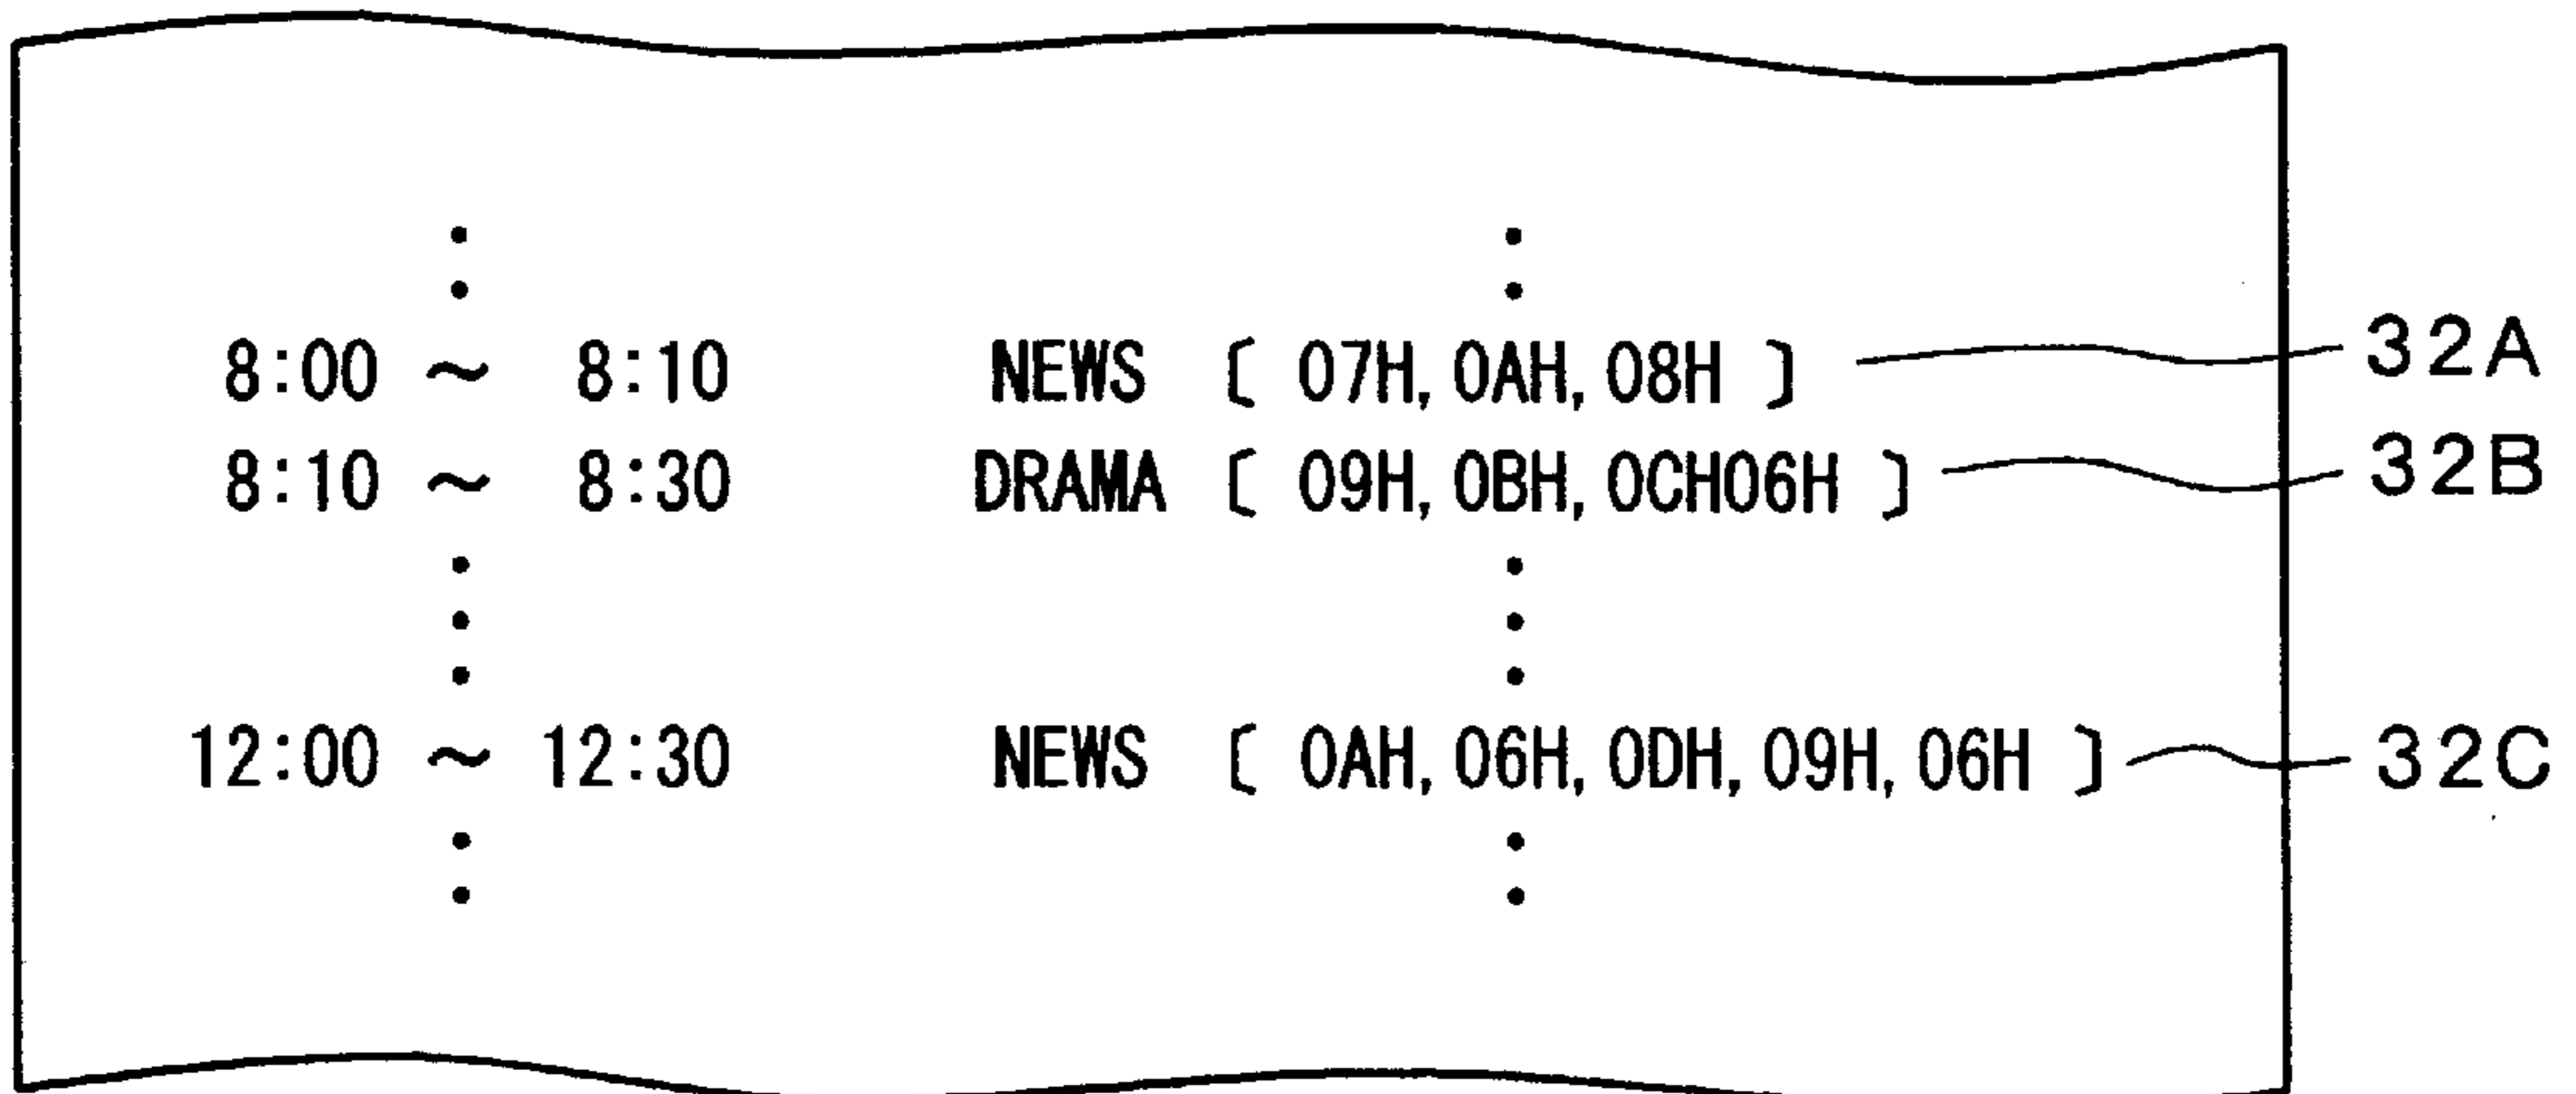 8:00 ~ 8:10 NEWS [ 07H, 0AH, 08H ] 32A
8:10 ~ 8:30 DRAMA [ 09H, 0BH, 0CH06H ] 32B
12:00 ~ 12:30 NEWS [ 0AH, 06H, 0DH, 09H, 06H ] 32C